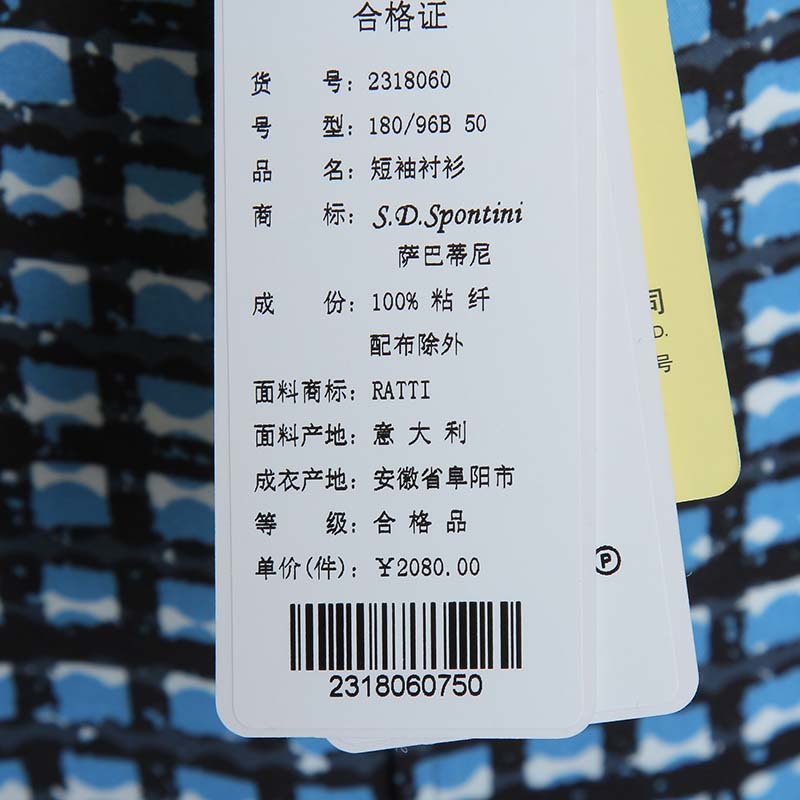 合格证
货号：2318060
号型：180/96B 50
品名：短袖衬衫
商标：S.D.Spontini
萨巴蒂尼
成份：100% 粘 纤
配布除外
面料商标：RATTI
面料产地：意 大 利
成衣产地：安徽省阜阳市
等级：合 格 品
单价(件)：¥2080.00
2318060750
司
D.
号
P